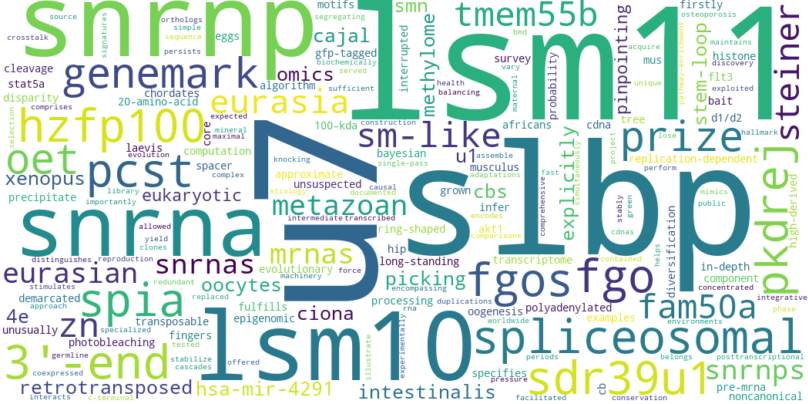 snrnp
lsm11
u7
slbp
snrna
lsm10
motifs
smn
tmem55b
source
orthologs
simple
segregating
firstly
osteoporosis
crosstalk
signatures
sequence
eggs
cajal
gfp-tagged
interrupted
methylome
bmd
acquire
maintains
persists
biochemically
served
survey
vary
maternal
probability
pinpointing
mus
histone
discovery
pathway-enrichment
stem-loop
steiner
cleavage
genemark
omics
stat5a
chordates
algorithm
sufficient
health
balancing
unique
flt3
exploited
bait
disparity
20-amino-acid
eurasia
core
construction
africans
cdna
tree
lose
d1/d2
hallmark
comprises
selection
hzfp100
laevis
expected
mineral
evolution
maximal
100-kda
sm-like
u1
assemble
prize
project
replication-dependent
oet
computation
knocking
bayesian
single-pass
musculus
fast
simultaneously
perform
xenopus
pcst
spacer
complex
unsuspected
causal
documented
adaptations
grown
cbs
explicitly
comprehensive
stably
green
mimics
public
precipitate
library
importantly
eukaryotic
approximate
etiology
metazoan
infer
akt1
encodes
comparisons
cdnas
pkdrej
high-derived
allowed
yield
clones
intermediate
transcribed
ring-shaped
distinguishes
reproduction
mrnas
hip
force
machinery
long-standing
transcriptome
helps
diversification
in-depth
component
concentrated
integrative
eurasian
snrnas
redundant
stimulates
evolutionary
picking
fgos
fgo
contained
phase
demarcated
approach
spia
oocytes
encompassing
processing
duplications
oogenesis
polyadenylated
worldwide
examples
environments
fam50a
4e
zn
unusually
specialized
transposable
replaced
epigenomic
fulfills
ciona
rna
experimentally
specifies
periods
belongs
posttranscriptional
photobleaching
fingers
tested
germline
coexpressed
stabilize
cascades
offered
illustrate
spliceosomal
3'-end
sdr39u1
snrnps
pressure
cb
pre-mrna
retrotransposed
hsa-mir-4291
intestinalis
interacts
c-terminal
facilitated
conservation
noncanonical